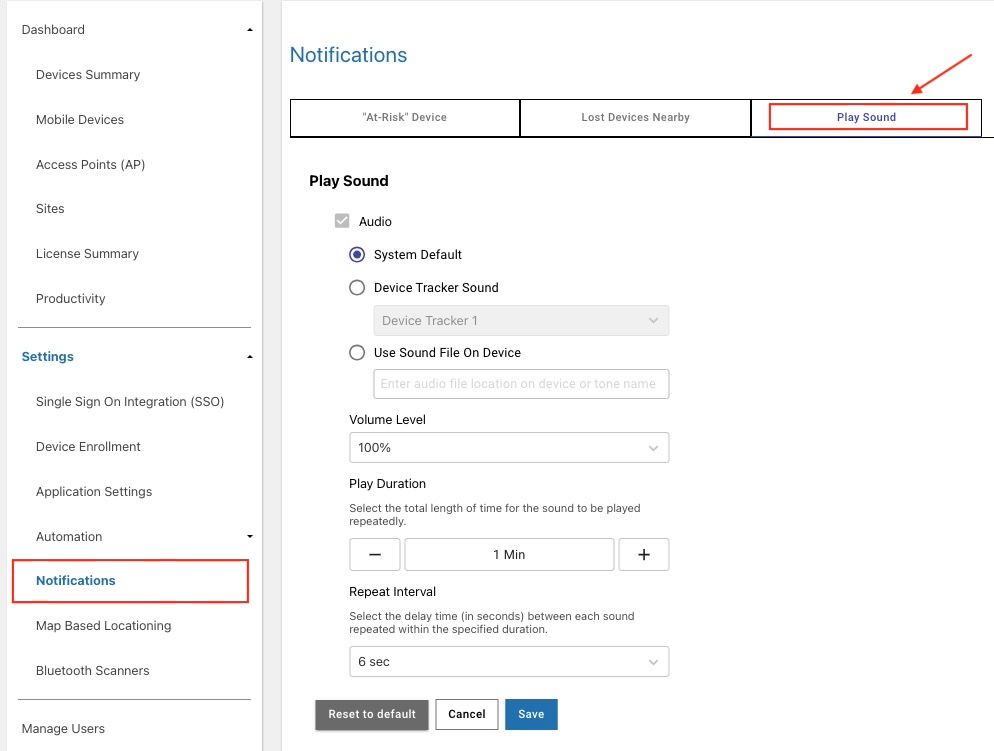 Dashboard
Devices Summary
Mobile Devices
Access Points (AP)
Sites
License Summary
Productivity
Settings
Single Sign On Integration (SSO)
Device Enrollment
Application Settings
Automation
Notifications
Map Based Locationing
Bluetooth Scanners
Manage Users
Notifications
"At-Risk" Device
Lost Devices Nearby
Play Sound
Play Sound
Audio
System Default
Device Tracker Sound
Device Tracker 1
Use Sound File On Device
Enter audio file location on device or tone name
Volume Level
100%
Play Duration
Select the total length of time for the sound to be played
repeatedly.
1 Min
Repeat Interval
Select the delay time (in seconds) between each sound
repeated within the specified duration.
6 sec
Reset to default
Cancel
Save